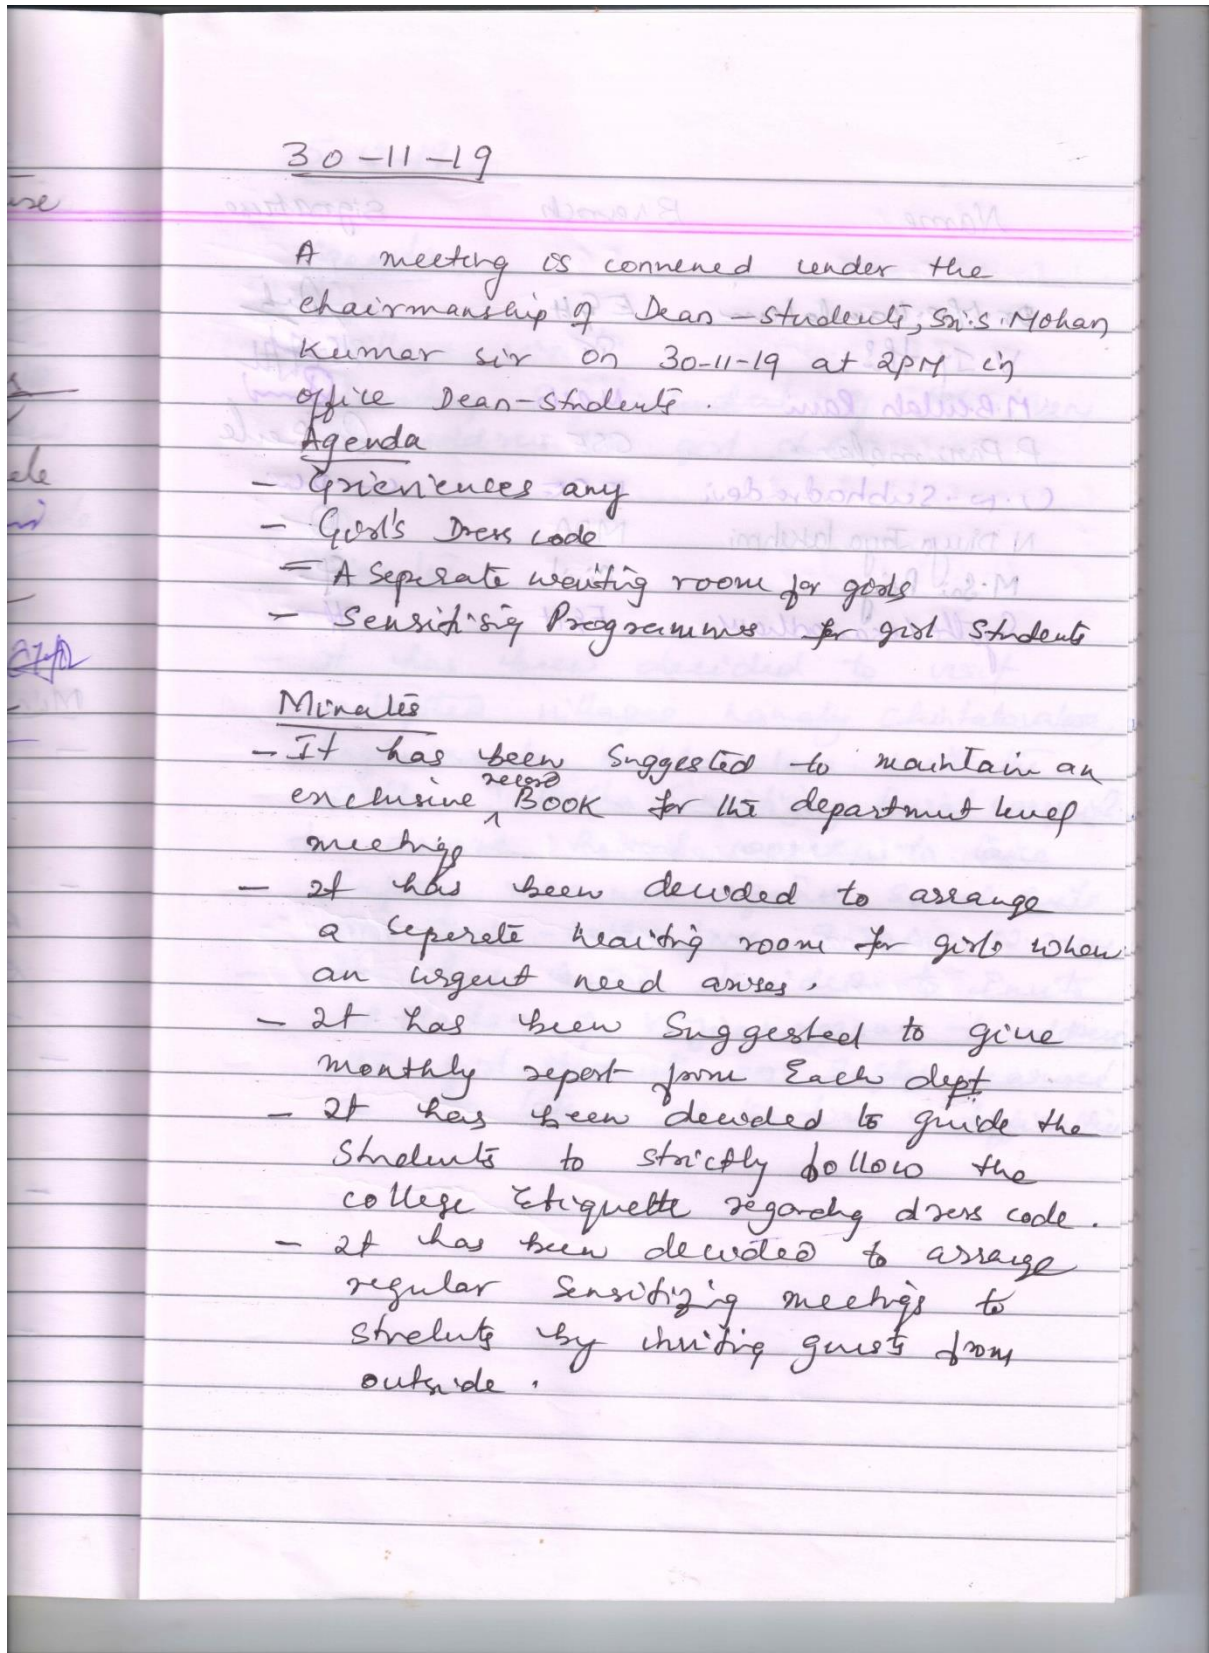 30-11-19
A meeting is connened under the
chairmanship of Dean - students, Sri. S. Mohan
Kumar sir on 30-11-19 at 2PM in
office Dean-Students.
Agenda
- Grieviences any
- Girl's Dress code
- A Seperate waiting room for girls
- Sensitising Programmes for girl students
Minutes
- It has been Suggested to maintain an
exclusive record BOOK for the department level
meetings
- It has been decided to arrange
a seperate waiting room for girls when
an urgent need arises.
- It has been Suggested to give
monthly report from Each dept
- It has been decided to guide the
Students to strictly follow the
college Etiquette regarding dress code.
- It has been decided to arrange
regular Sensitizing meetings to
students by inviting guests from
outside.